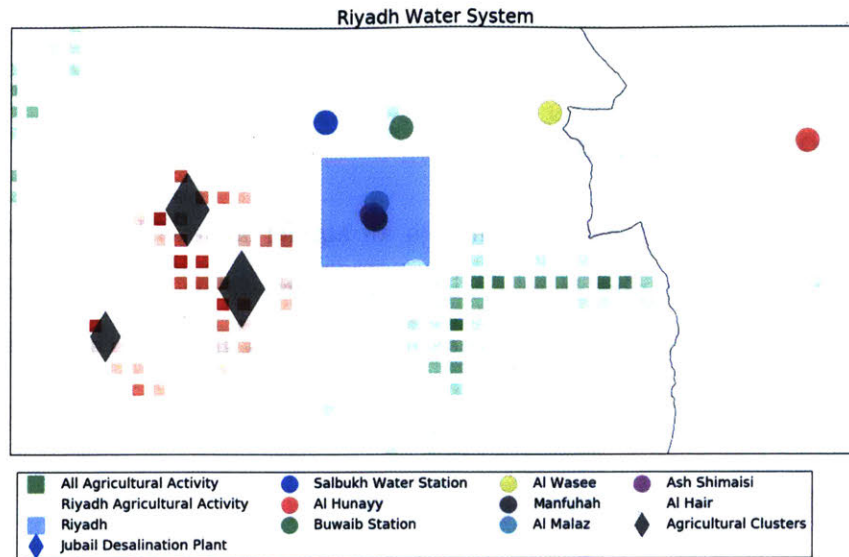 Riyadh Water System
All Agricultural Activity
Riyadh Agricultural Activity
Riyadh
Jubail Desalination Plant
Salbukh Water Station
Al Hunayy
Buwaib Station
Al Wasee
Manfuhah
Al Malaz
Ash Shimaisi
Al Hair
Agricultural Clusters